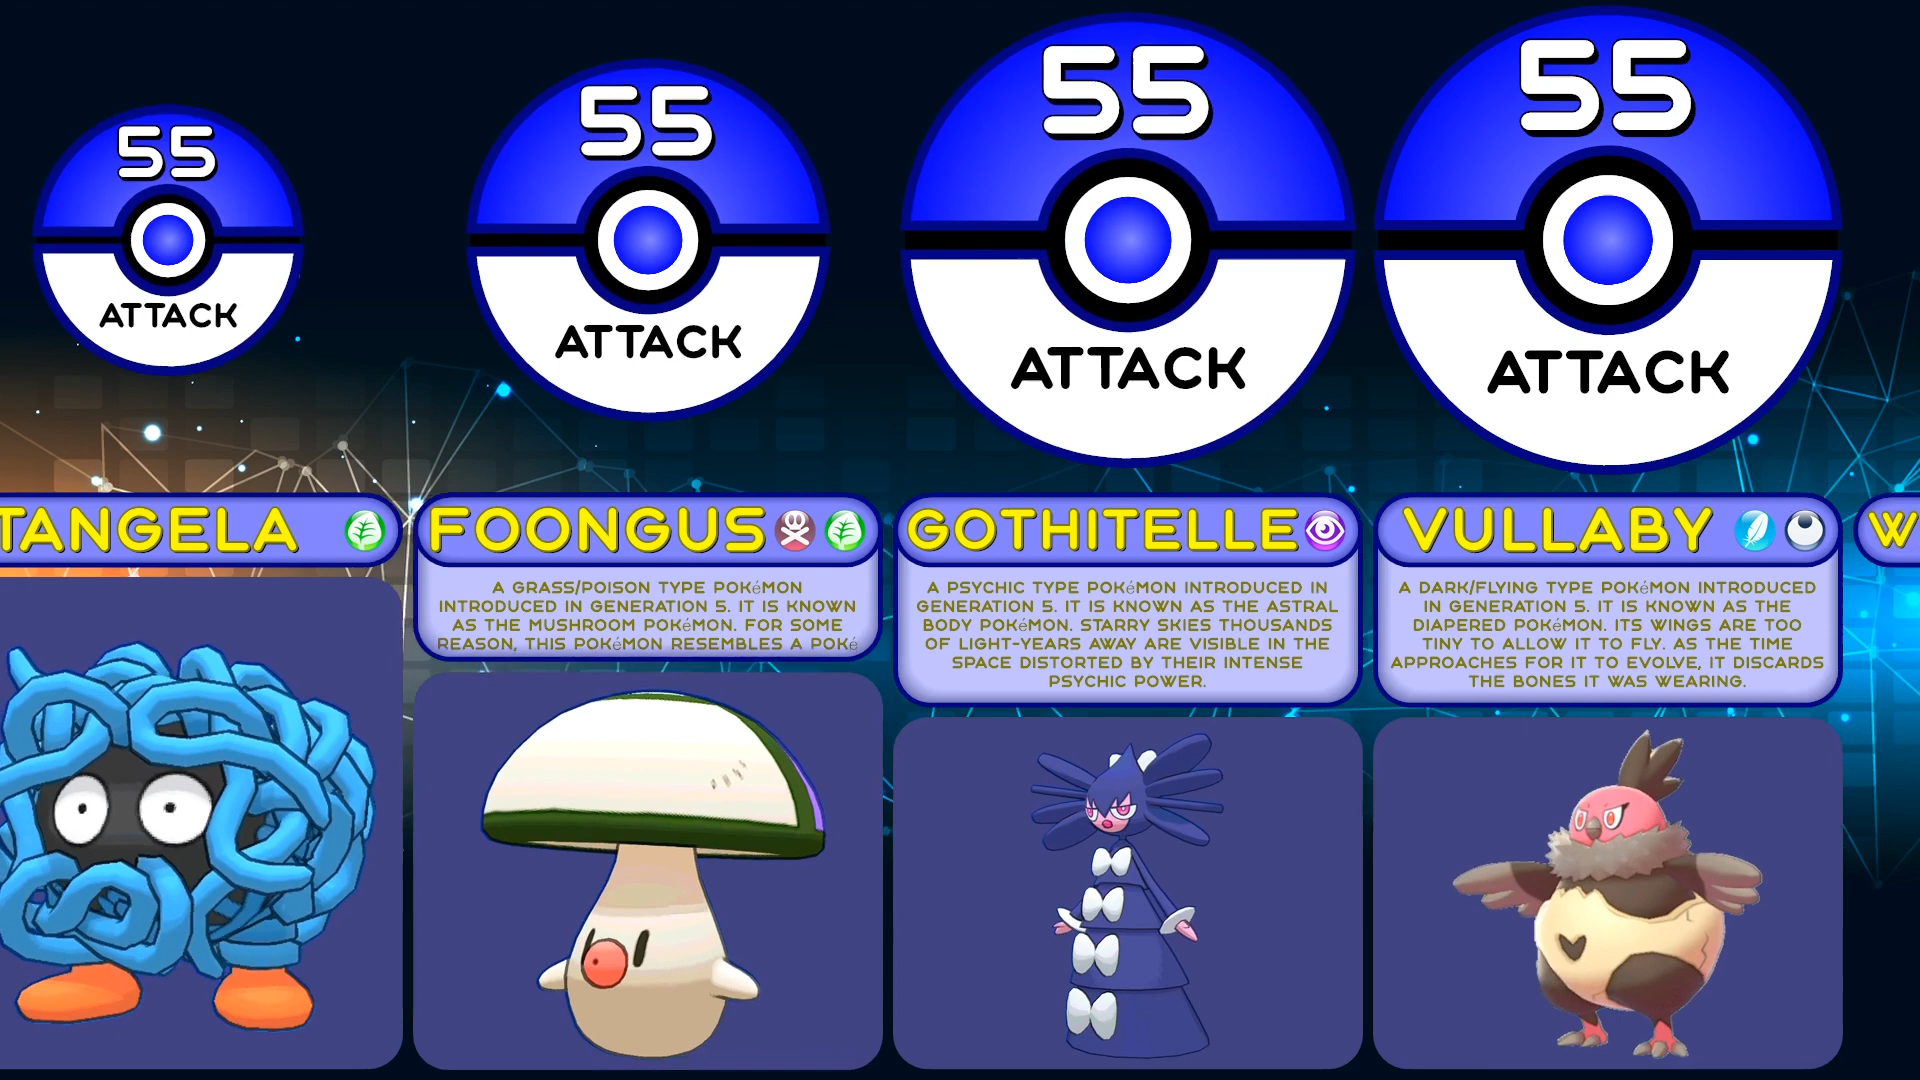 55
ATTACK
TANGELA
55
ATTACK
FOONGUS
A GRASS/POISON TYPE POKéMON
INTRODUCED IN GENERATION 5. IT IS KNOWN
AS THE MUSHROOM POKéMON. FOR SOME
REASON, THIS POKéMON RESEMBLES A POKé
55
ATTACK
GOTHITELLE
A PSYCHIC TYPE POKéMON INTRODUCED IN
GENERATION 5. IT IS KNOWN AS THE ASTRAL
BODY POKéMON. STARRY SKIES THOUSANDS
OF LIGHT-YEARS AWAY ARE VISIBLE IN THE
SPACE DISTORTED BY THEIR INTENSE
PSYCHIC POWER.
55
ATTACK
VULLABY
A DARK/FLYING TYPE POKéMON INTRODUCED
IN GENERATION 5. IT IS KNOWN AS THE
DIAPERED POKéMON. ITS WINGS ARE TOO
TINY TO ALLOW IT TO FLY. AS THE TIME
APPROACHES FOR IT TO EVOLVE, IT DISCARDS
THE BONES IT WAS WEARING.
W